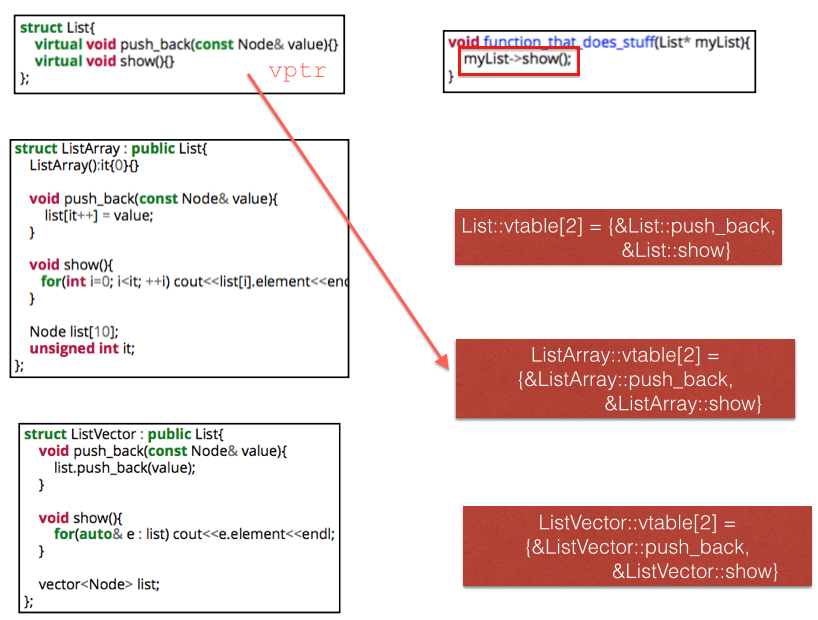 struct List{
virtual void push_back(const Node& value){}
virtual void show(){}
};
vptr
void function_that_does_stuff(List* myList){
myList->show();
}
struct ListArray : public List{
ListArray():it{0}{}
void push_back(const Node& value){
list[it++] = value;
}
void show(){
for(int i=0; i<it; ++i) cout<<list[i].element<<end
}
Node list[10];
unsigned int it;
};
List::vtable[2] = {&List::push_back,
&List::show}
ListArray::vtable[2] =
{&ListArray::push_back,
&ListArray::show}
struct ListVector : public List{
void push_back(const Node& value){
list.push_back(value);
}
void show(){
for(auto& e : list) cout<<e.element<<endl;
}
vector<Node> list;
};
ListVector::vtable[2] =
{&ListVector::push_back,
&ListVector::show}